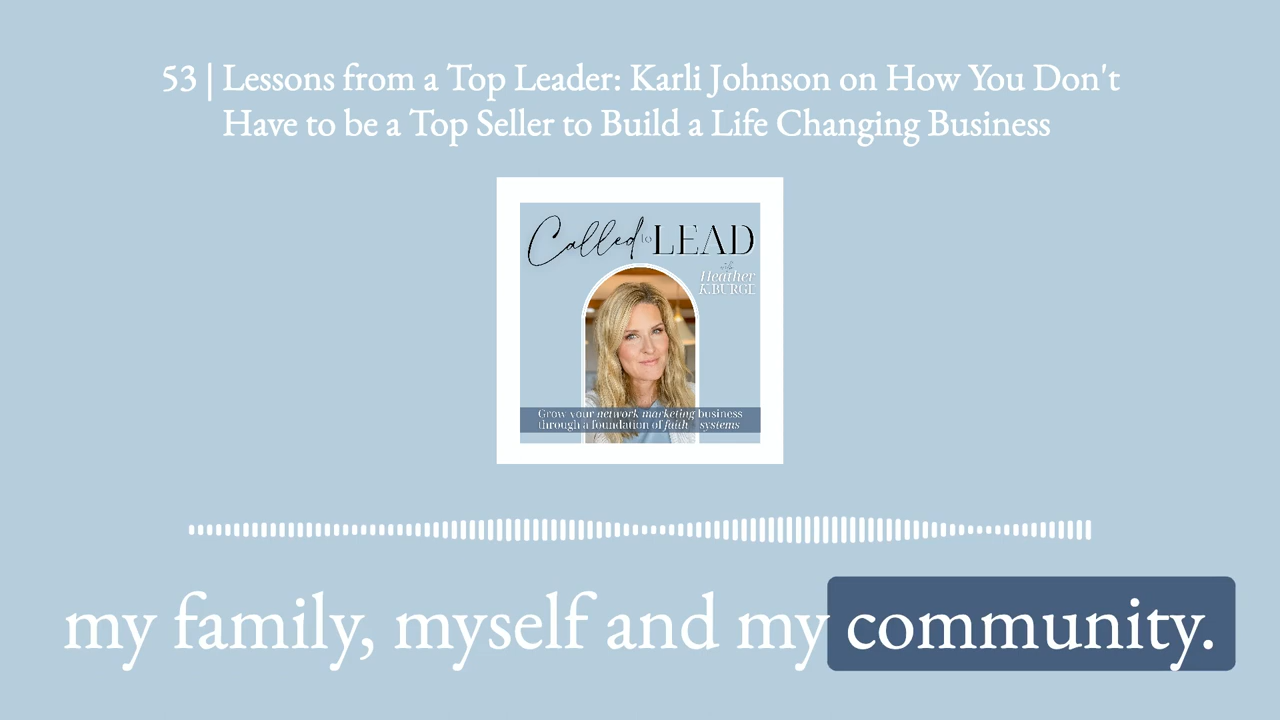 53 | Lessons from a Top Leader: Karli Johnson on How You Don't
Have to be a Top Seller to Build a Life Changing Business
Called to LEAD
with
Heather
K.BURGE
Grow your network marketing business
through a foundation of faith + systems
my family, myself and my community.